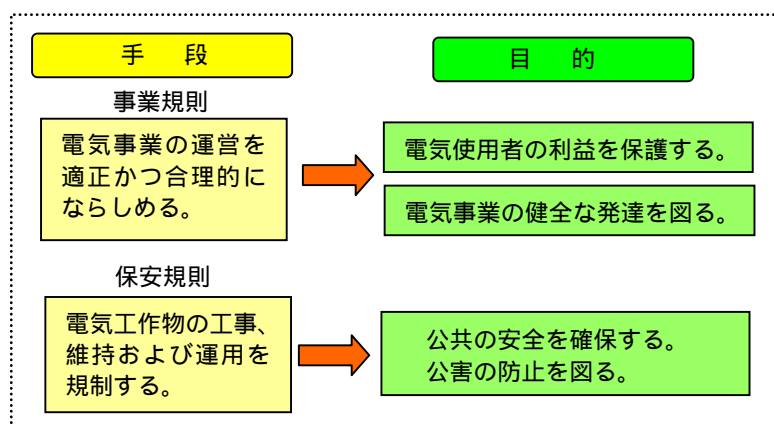 手 段
目 的
事業規則
電気事業の運営を
適正かつ合理的に
ならしめる。
電気使用者の利益を保護する。
電気事業の健全な発達を図る。
保安規則
電気工作物の工事、
維持および運用を
規制する。
公共の安全を確保する。
公害の防止を図る。